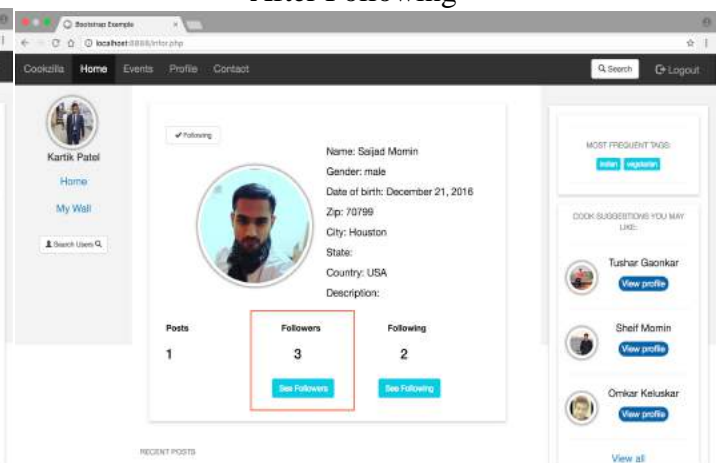 After Following
Bootstrap Example
localhost:8888/infor.php
Cookzilla Home Events Profile Contact Search Logout
Kartik Patel
Home
My Wall
Search Users
Following
Name: Saijad Momin
Gender: male
Date of birth: December 21, 2016
Zip: 70799
City: Houston
State:
Country: USA
Description:
Posts Followers Following
1 3 2
See Followers See Following
RECENT POSTS
MOST FREQUENT TAGS:
indian vegetarian
COOK SUGGESTIONS YOU MAY
LIKE:
Tushar Gaonkar
View profile
Sheif Momin
View profile
Omkar Keluskar
View profile
View all